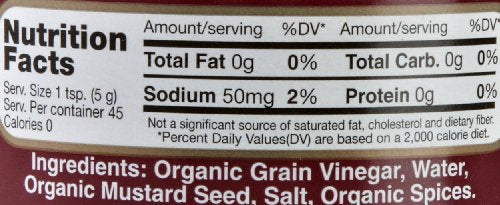 Nutrition
Facts
Serv. Size 1 tsp. (5 g)
Serv. Per container 45
Calories 0
Amount/serving %DV* Amount/serving %DV*
Total Fat 0g 0% Total Carb. 0g 0%
Sodium 50mg 2% Protein 0g 0%
Not a significant source of saturated fat, cholesterol and dietary fiber.
*Percent Daily Values(DV) are based on a 2,000 calorie diet.
Ingredients: Organic Grain Vinegar, Water,
Organic Mustard Seed, Salt, Organic Spices.